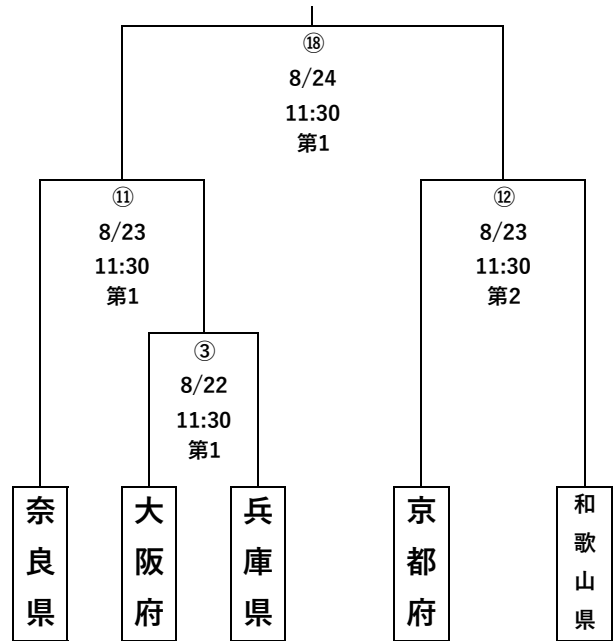 ⑱
8/24
11:30
第1
⑪
8/23
11:30
第1
⑫
8/23
11:30
第2
③
8/22
11:30
第1
奈良県
大阪府
兵庫県
京都府
和歌山県